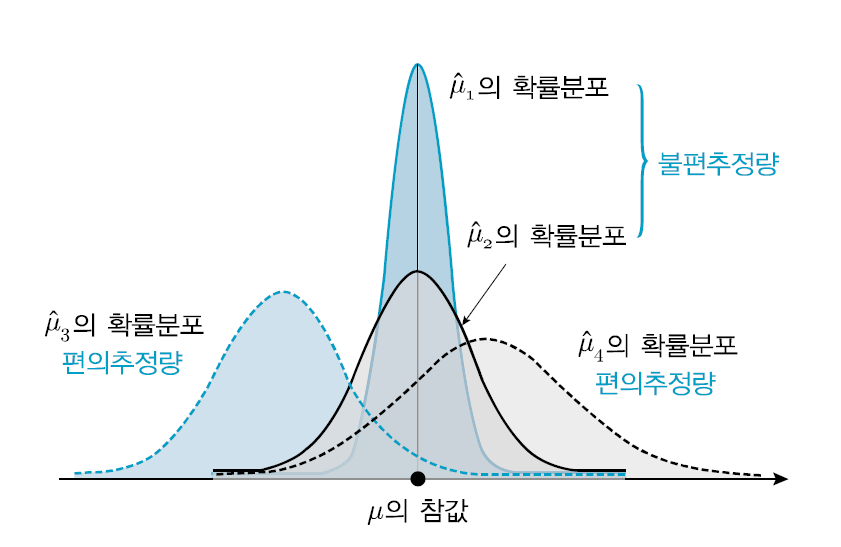 μ̂₁의 확률분포
불편추정량
μ̂₂의 확률분포
μ̂₃의 확률분포
편의추정량
μ̂₄의 확률분포
편의추정량
μ의 참값